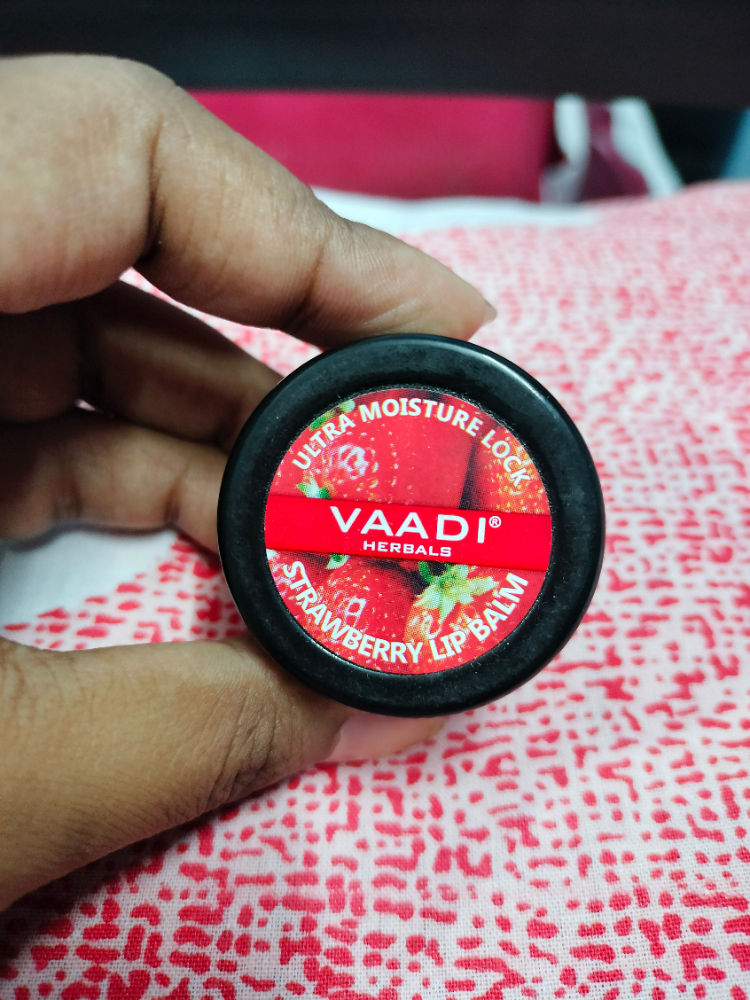 ULTRA MOISTURE LOCK
VAADI®
HERBALS
STRAWBERRY LIP BALM